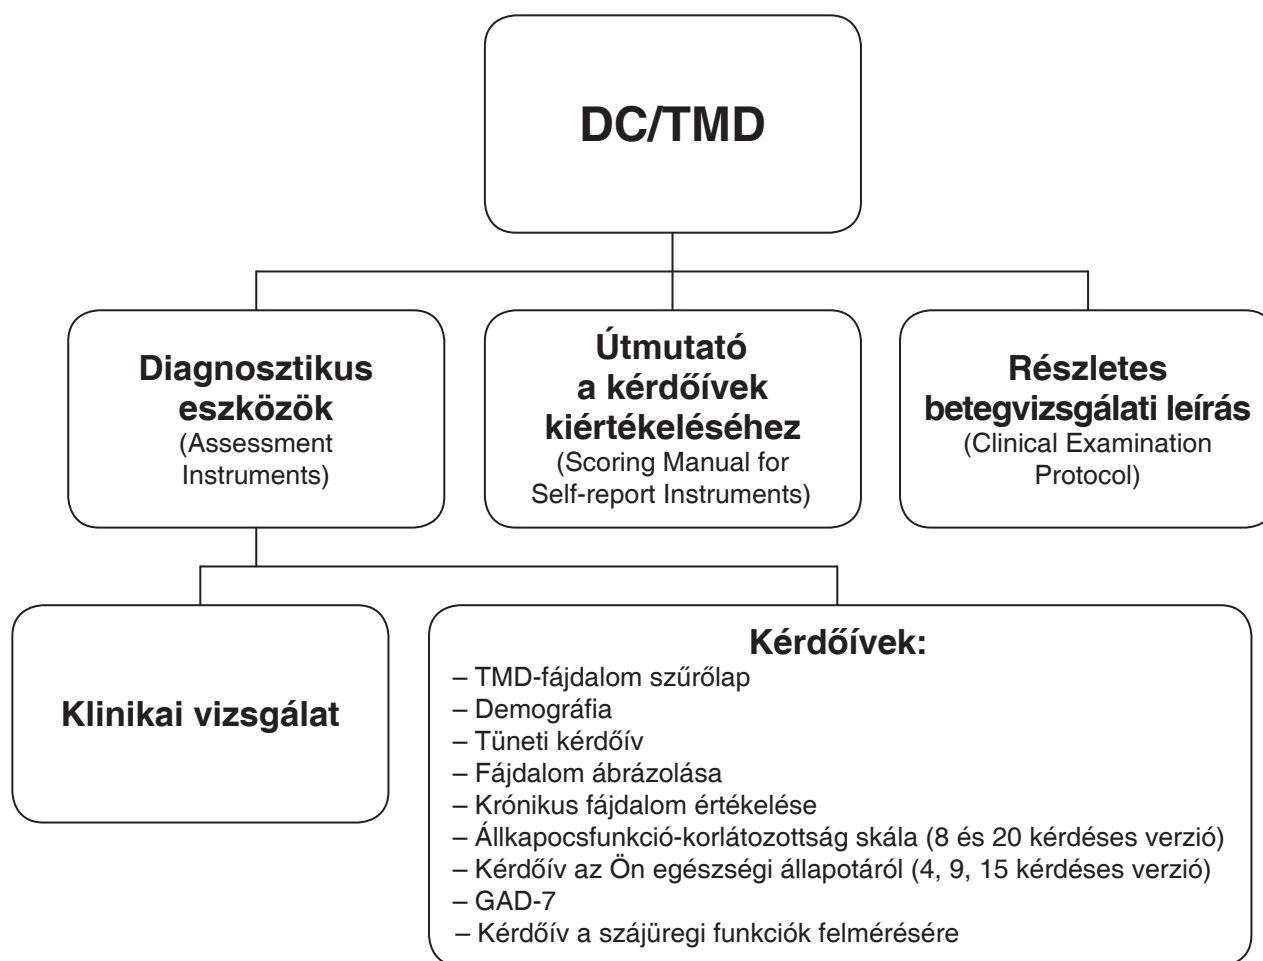 DC/TMD
Diagnosztikus
eszközök
(Assessment
Instruments)
Útmutató
a kérdőívek
kiértékeléséhez
(Scoring Manual for
Self-report Instruments)
Részletes
betegvizsgálati leírás
(Clinical Examination
Protocol)
Klinikai vizsgálat
Kérdőívek:
– TMD-fájdalom szűrőlap
– Demográfia
– Tüneti kérdőív
– Fájdalom ábrázolása
– Krónikus fájdalom értékelése
– Állkapocsfunkció-korlátozottság skála (8 és 20 kérdéses verzió)
– Kérdőív az Ön egészségi állapotáról (4, 9, 15 kérdéses verzió)
– GAD-7
– Kérdőív a szájüregi funkciók felmérésére